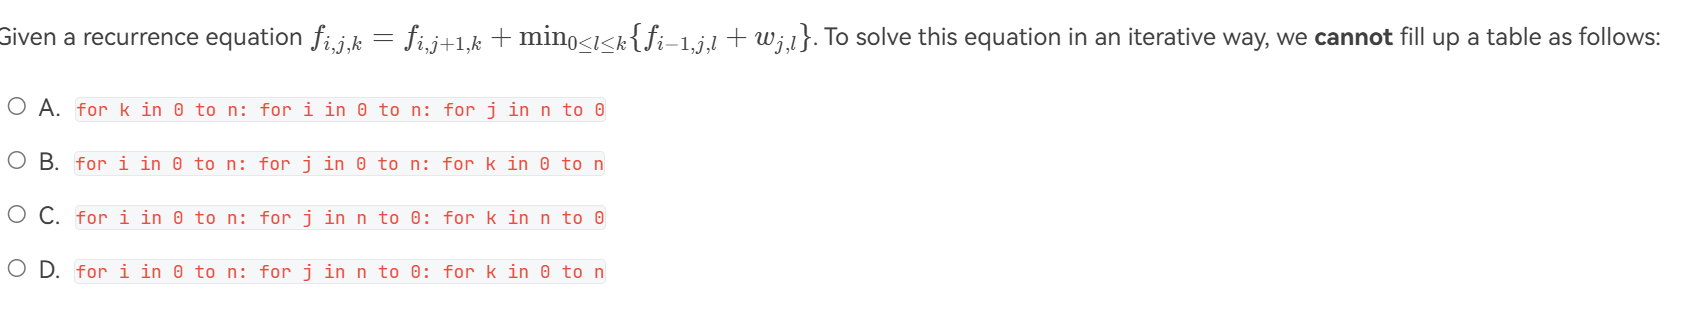 Given a recurrence equation f_{i,j,k} = f_{i,j+1,k} + min_{0≤l≤k}{f_{i−1,j,l} + w_{j,l}}. To solve this equation in an iterative way, we cannot fill up a table as follows:
A. for k in 0 to n: for i in 0 to n: for j in n to 0
B. for i in 0 to n: for j in 0 to n: for k in 0 to n
C. for i in 0 to n: for j in n to 0: for k in n to 0
D. for i in 0 to n: for j in n to 0: for k in 0 to n